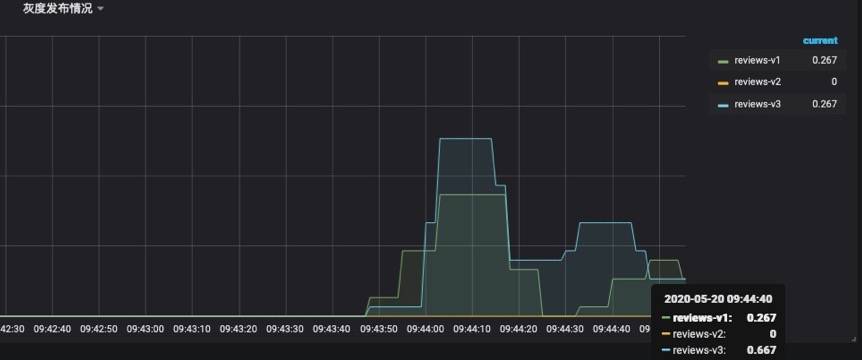 灰度发布情况
current
reviews-v1 0.267
reviews-v2 0
reviews-v3 0.267
42:30 09:42:40 09:42:50 09:43:00 09:43:10 09:43:20 09:43:30 09:43:40 09:43:50 09:44:00 09:44:10 09:44:20 09:44:30 09:44:40 09:
2020-05-20 09:44:40
reviews-v1: 0.267
reviews-v2: 0
reviews-v3: 0.667